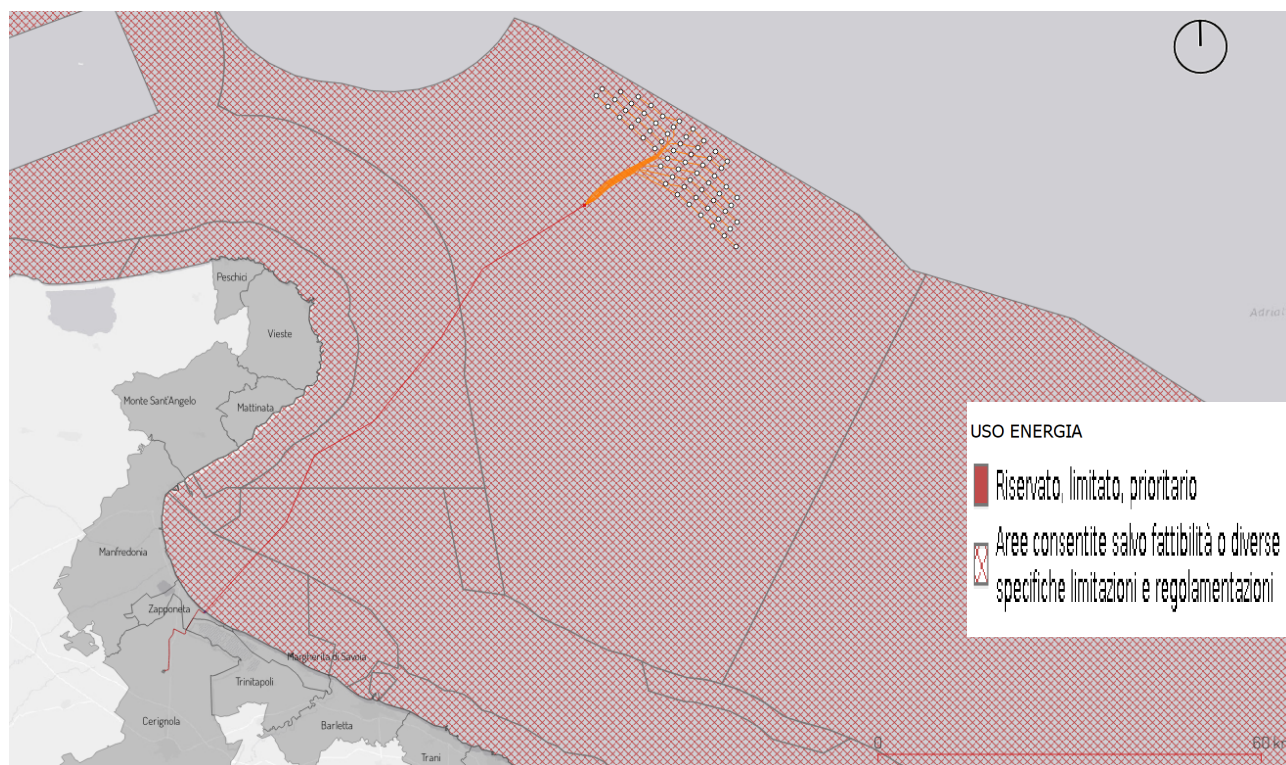 Peschici
Vieste
Adriat
Monte Sant'Angelo
Mattinata
USO ENERGIA
Riservato, limitato, prioritario
Aree consentite salvo fattibilità o diverse
specifiche limitazioni e regolamentazioni
Manfredonia
Zapponeta
Margherita di Savoia
Trinitapoli
Cerignola
Barletta
Trani
0
60 km